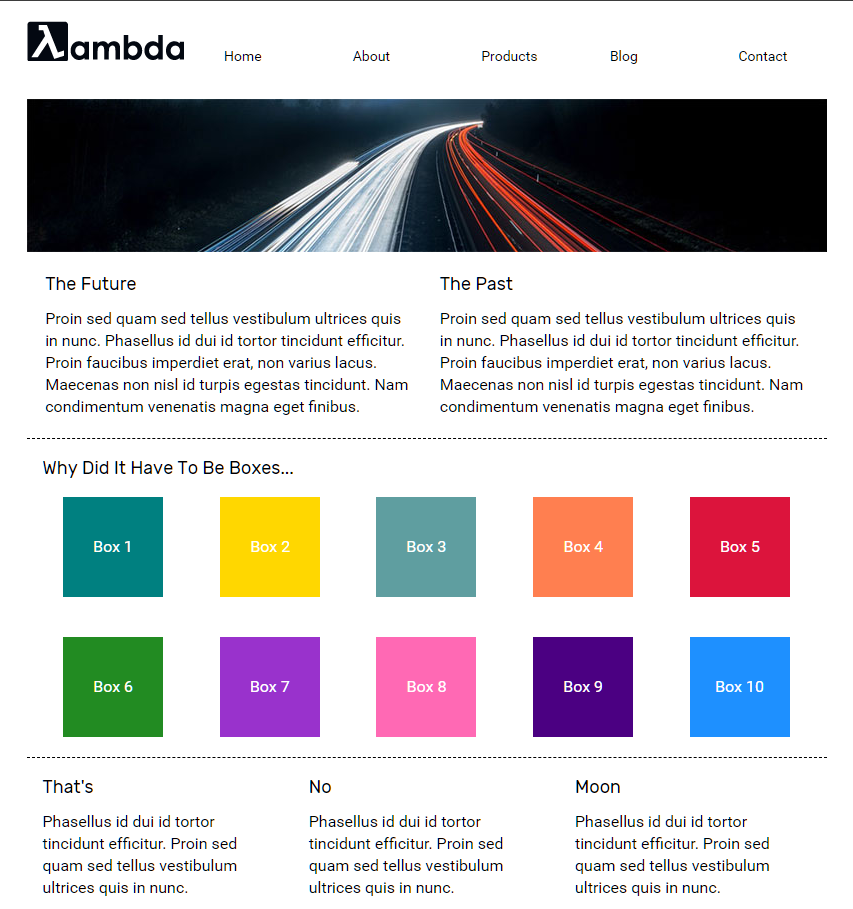 λambda
Home About Products Blog Contact
The Future
Proin sed quam sed tellus vestibulum ultrices quis
in nunc. Phasellus id dui id tortor tincidunt efficitur.
Proin faucibus imperdiet erat, non varius lacus.
Maecenas non nisl id turpis egestas tincidunt. Nam
condimentum venenatis magna eget finibus.
The Past
Proin sed quam sed tellus vestibulum ultrices quis
in nunc. Phasellus id dui id tortor tincidunt efficitur.
Proin faucibus imperdiet erat, non varius lacus.
Maecenas non nisl id turpis egestas tincidunt. Nam
condimentum venenatis magna eget finibus.
Why Did It Have To Be Boxes...
Box 1 Box 2 Box 3 Box 4 Box 5
Box 6 Box 7 Box 8 Box 9 Box 10
That's
Phasellus id dui id tortor
tincidunt efficitur. Proin sed
quam sed tellus vestibulum
ultrices quis in nunc.
No
Phasellus id dui id tortor
tincidunt efficitur. Proin sed
quam sed tellus vestibulum
ultrices quis in nunc.
Moon
Phasellus id dui id tortor
tincidunt efficitur. Proin sed
quam sed tellus vestibulum
ultrices quis in nunc.